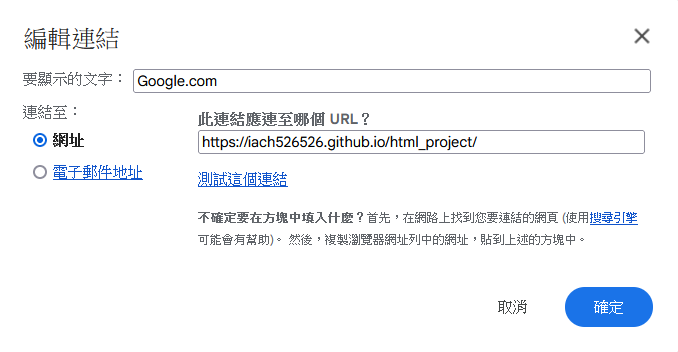 編輯連結
要顯示的文字： Google.com
連結至：
網址
電子郵件地址
此連結應連至哪個 URL？
https://iach526526.github.io/html_project/
測試這個連結
不確定要在方塊中填入什麼？首先，在網路上找到您要連結的網頁 (使用搜尋引擎
可能會有幫助)。 然後，複製瀏覽器網址列中的網址，貼到上述的方塊中。
取消
確定